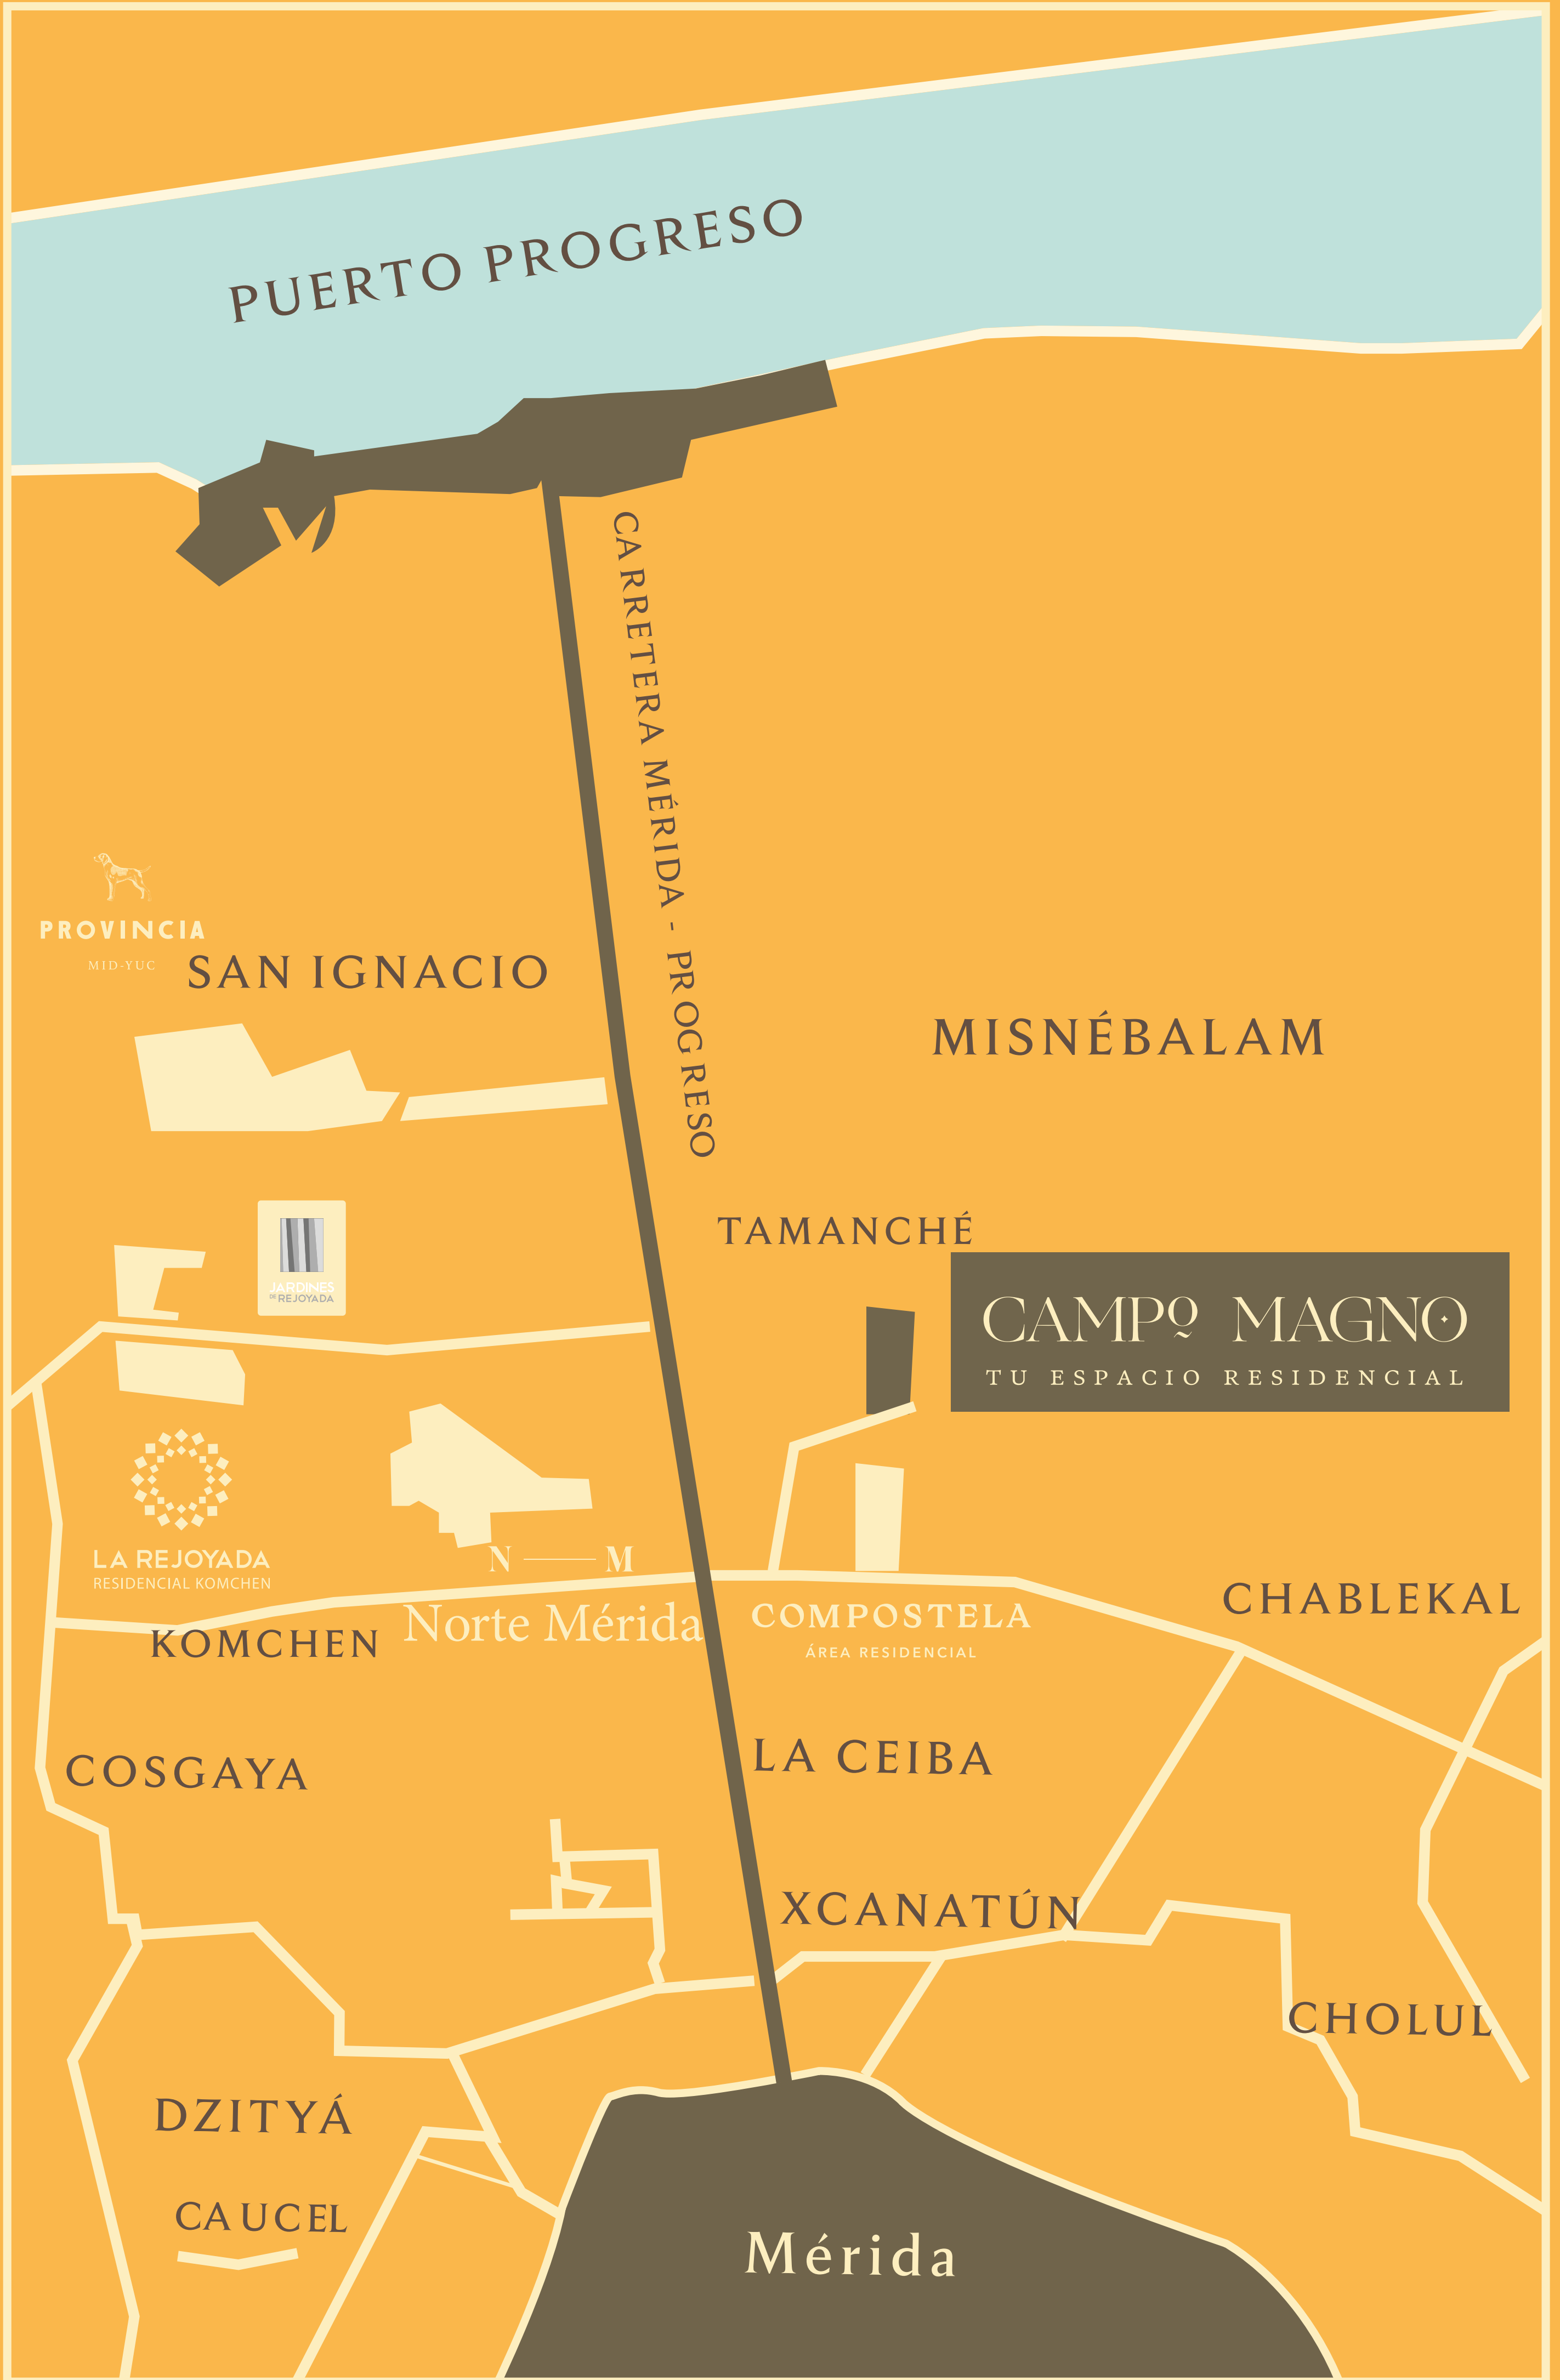 PUERTO PROGRESO
CARRETERA MÉRIDA - PROGRESO
PROVINCIA
MID-YUC
SAN IGNACIO
MISNÉBALAM
TAMANCHÉ
JARDINES
DE REJOYADA
CAMPO MAGNO
TU ESPACIO RESIDENCIAL
LA REJOYADA
RESIDENCIAL KOMCHEN
N M
Norte Mérida
COMPOSTELA
ÁREA RESIDENCIAL
CHABLEKAL
KOMCHEN
COSGAYA
LA CEIBA
XCANATÚN
CHOLUL
DZITYÁ
CAUCEL
Mérida